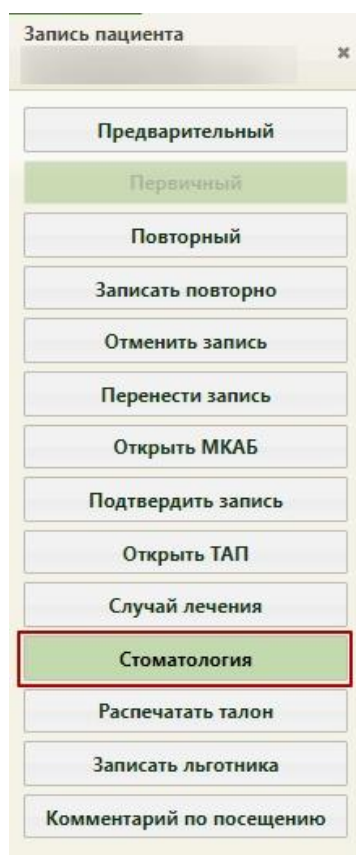 Запись пациента
Предварительный
Первичный
Повторный
Записать повторно
Отменить запись
Перенести запись
Открыть МКАБ
Подтвердить запись
Открыть ТАП
Случай лечения
Стоматология
Распечатать талон
Записать льготника
Комментарий по посещению